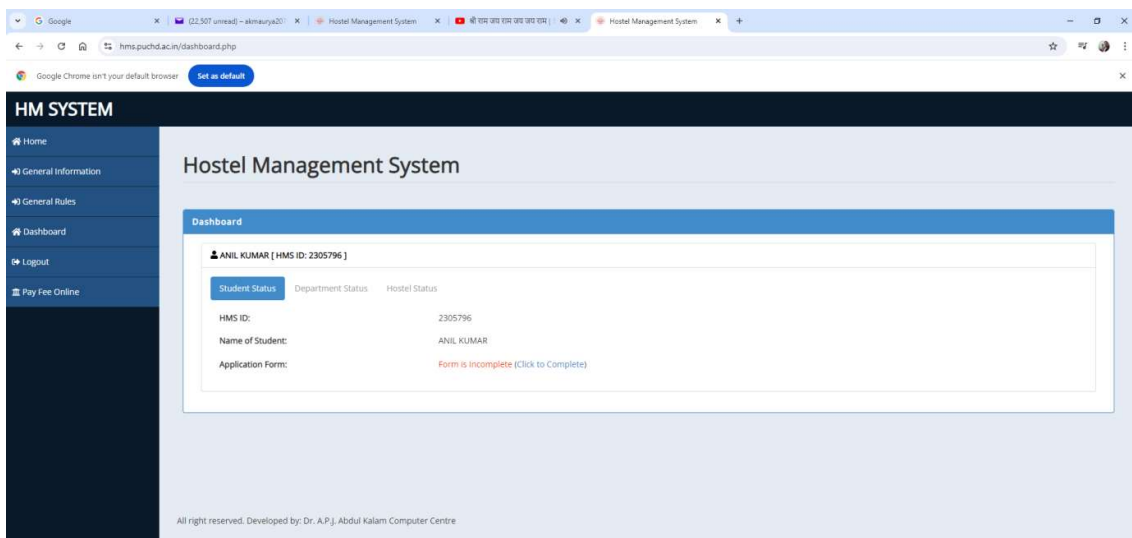 Google
(22,507 unread) - akmaurya20
Hostel Management System
श्री राम जय राम जय जय राम |
Hostel Management System
hms.puchd.ac.in/dashboard.php
Google Chrome isn't your default browser
Set as default
HM SYSTEM
Home
General Information
General Rules
Dashboard
Logout
Pay Fee Online
Hostel Management System
Dashboard
ANIL KUMAR [ HMS ID: 2305796 ]
Student Status Department Status Hostel Status
HMS ID: 2305796
Name of Student: ANIL KUMAR
Application Form: Form is Incomplete (Click to Complete)
All right reserved. Developed by: Dr. A.P.J. Abdul Kalam Computer Centre